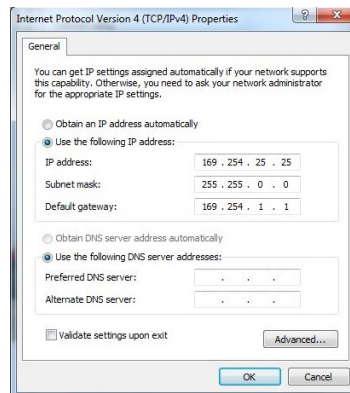 Internet Protocol Version 4 (TCP/IPv4) Properties
General
You can get IP settings assigned automatically if your network supports
this capability. Otherwise, you need to ask your network administrator
for the appropriate IP settings.
Obtain an IP address automatically
Use the following IP address:
IP address: 169 . 254 . 25 . 25
Subnet mask: 255 . 255 . 0 . 0
Default gateway: 169 . 254 . 1 . 1
Obtain DNS server address automatically
Use the following DNS server addresses:
Preferred DNS server: . . .
Alternate DNS server: . . .
Validate settings upon exit
Advanced...
OK Cancel